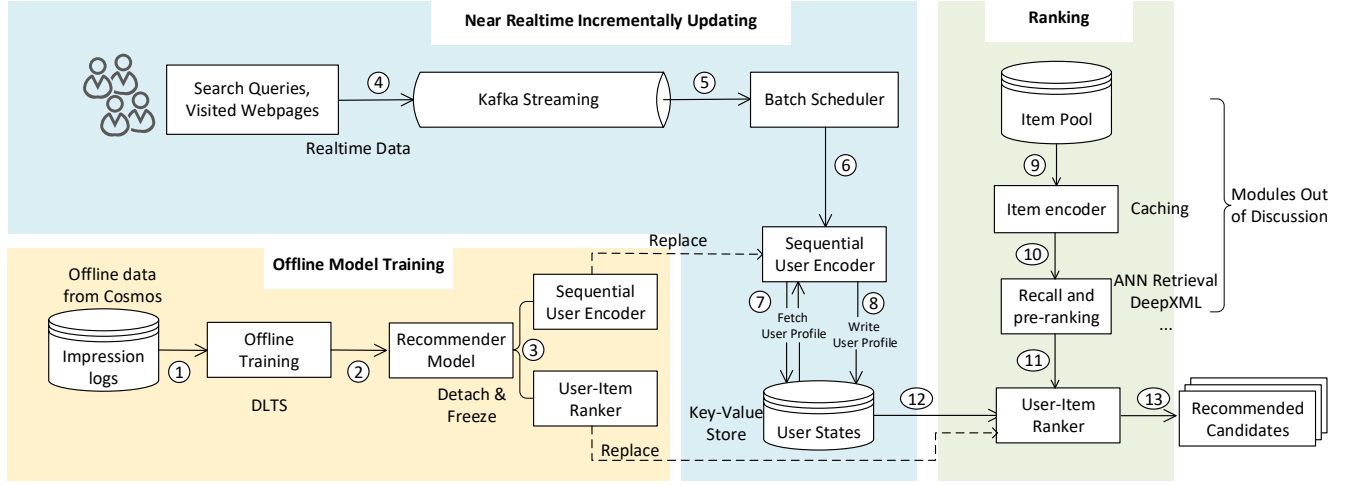 Near Realtime Incrementally Updating
Ranking
Search Queries,
Visited Webpages
4
Kafka Streaming
5
Batch Scheduler
Realtime Data
6
Item Pool
9
Item encoder
Caching
Modules Out
of Discussion
10
ANN Retrieval
DeepXML
...
Recall and
pre-ranking
11
Replace
Sequential
User Encoder
7
8
Fetch
User Profile
Write
User Profile
Key-Value
Store
User States
12
User-Item
Ranker
13
Recommended
Candidates
Offline Model Training
Offline data
from Cosmos
Impression
logs
1
Offline
Training
DLTS
2
Recommender
Model
3
Detach &
Freeze
Sequential
User Encoder
User-Item
Ranker
Replace